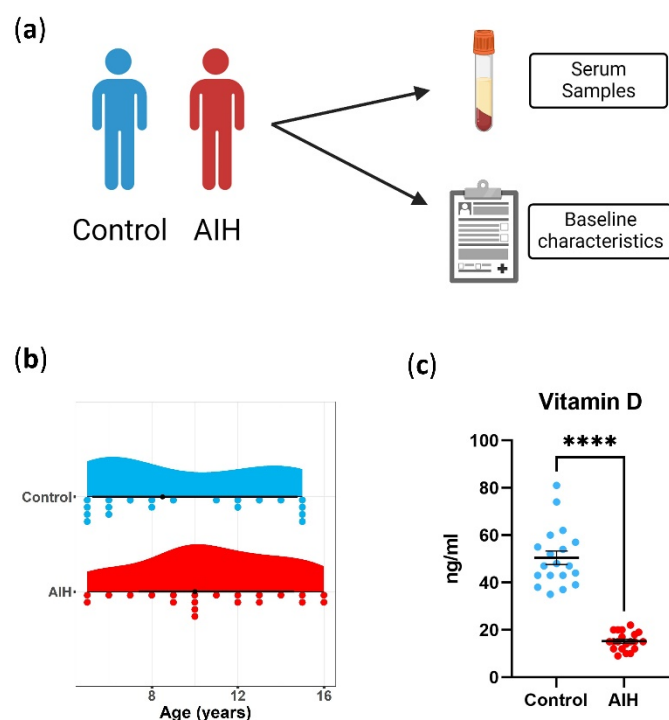 (a)
Control
AIH
Serum
Samples
Baseline
characteristics
(b)
Control
AIH
8
12
16
Age (years)
(c)
Vitamin D
****
100
80
60
40
20
0
ng/ml
Control
AIH